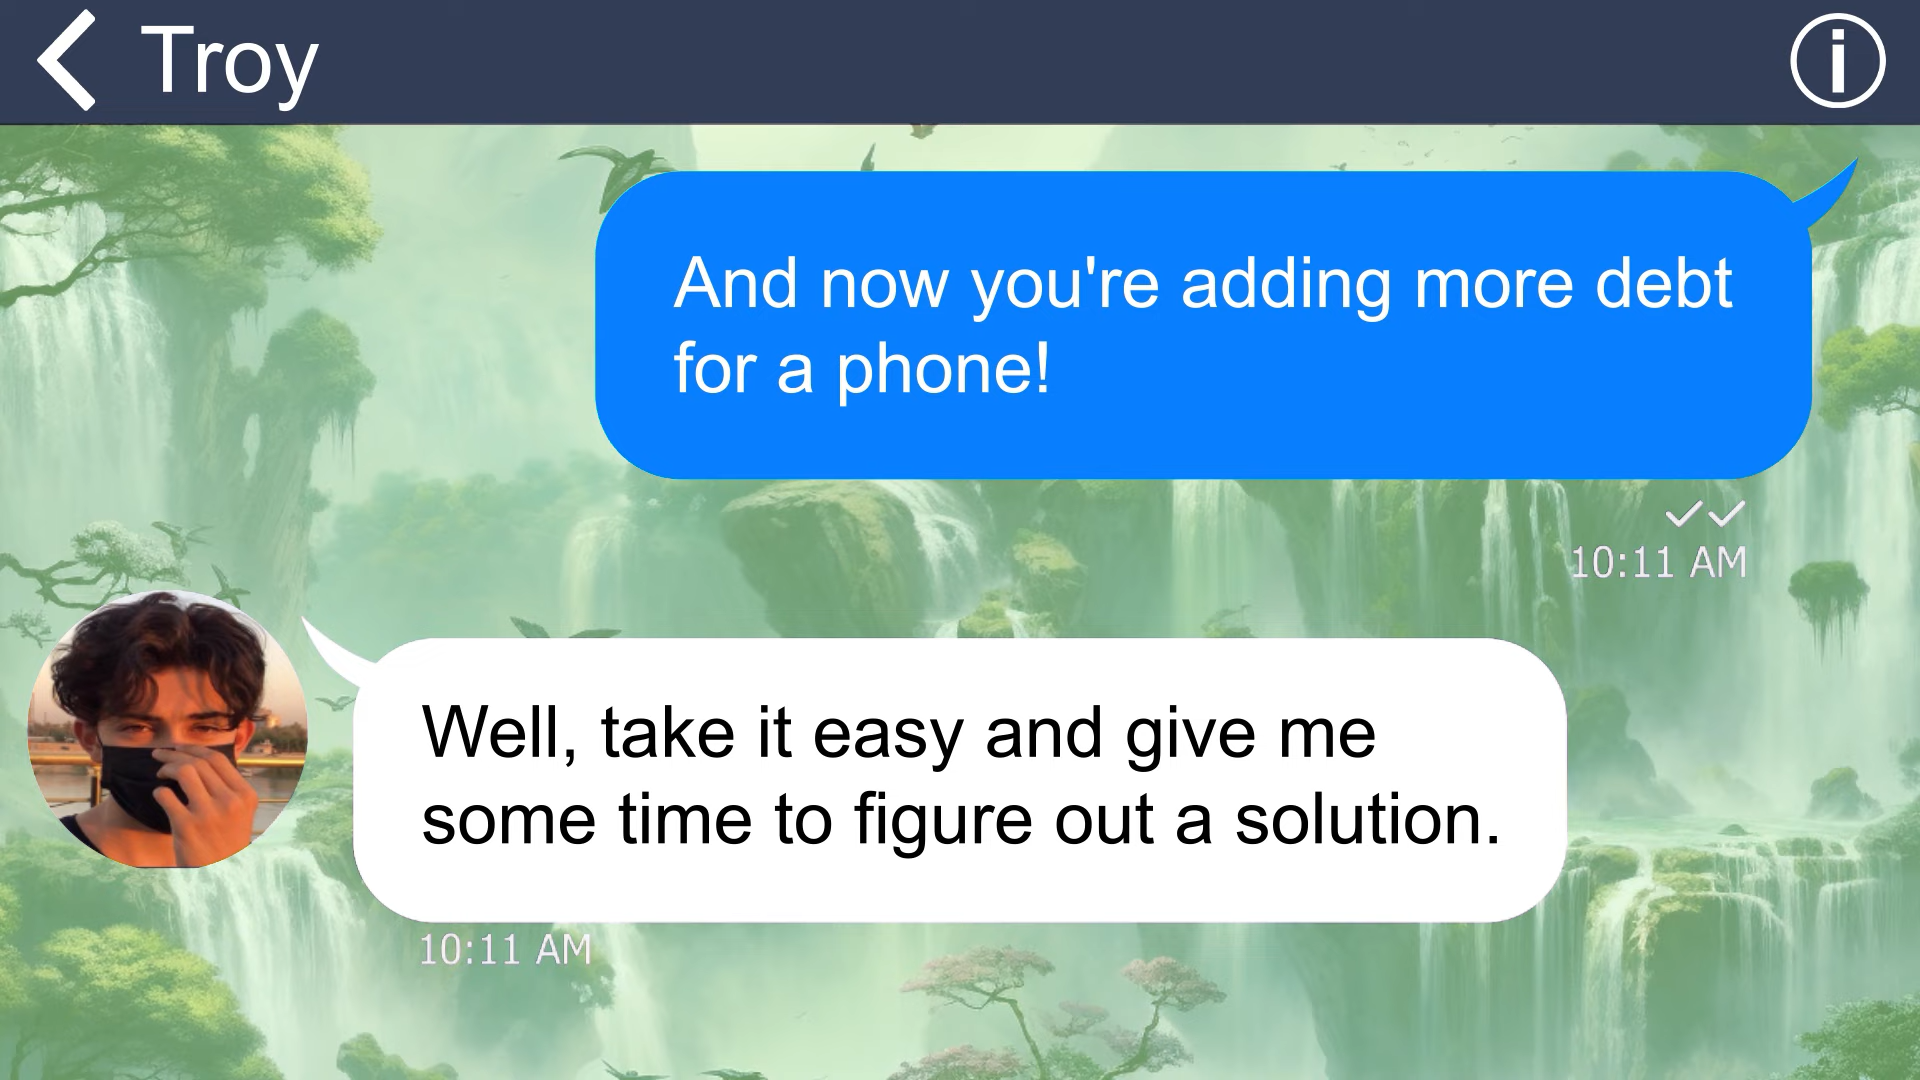 Troy
And now you're adding more debt
for a phone!
10:11 AM
Well, take it easy and give me
some time to figure out a solution.
10:11 AM